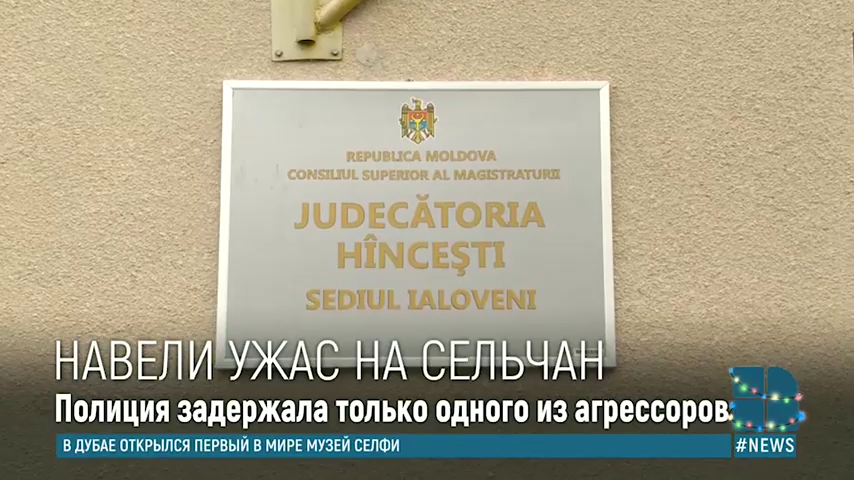 REPUBLICA MOLDOVA
CONSILIUL SUPERIOR AL MAGISTRATURII
JUDECĂTORIA
HÎNCEŞTI
SEDIUL IALOVENI
НАВЕЛИ УЖАС НА СЕЛЬЧАН
Полиция задержала только одного из агрессоров
В ДУБАЕ ОТКРЫЛСЯ ПЕРВЫЙ В МИРЕ МУЗЕЙ СЕЛФИ
#NEWS